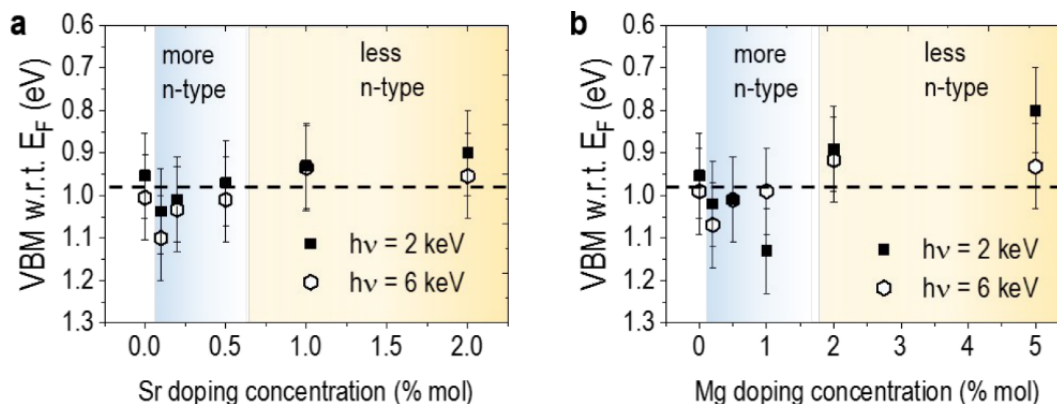 a
VBM w.r.t. E_F (eV)
0.6
0.7
0.8
0.9
1.0
1.1
1.2
1.3
more
n-type
less
n-type
hν = 2 keV
hν = 6 keV
0.0 0.5 1.0 1.5 2.0
Sr doping concentration (% mol)
b
VBM w.r.t. E_F (eV)
0.6
0.7
0.8
0.9
1.0
1.1
1.2
1.3
more
n-type
less
n-type
hν = 2 keV
hν = 6 keV
0 1 2 3 4 5
Mg doping concentration (% mol)